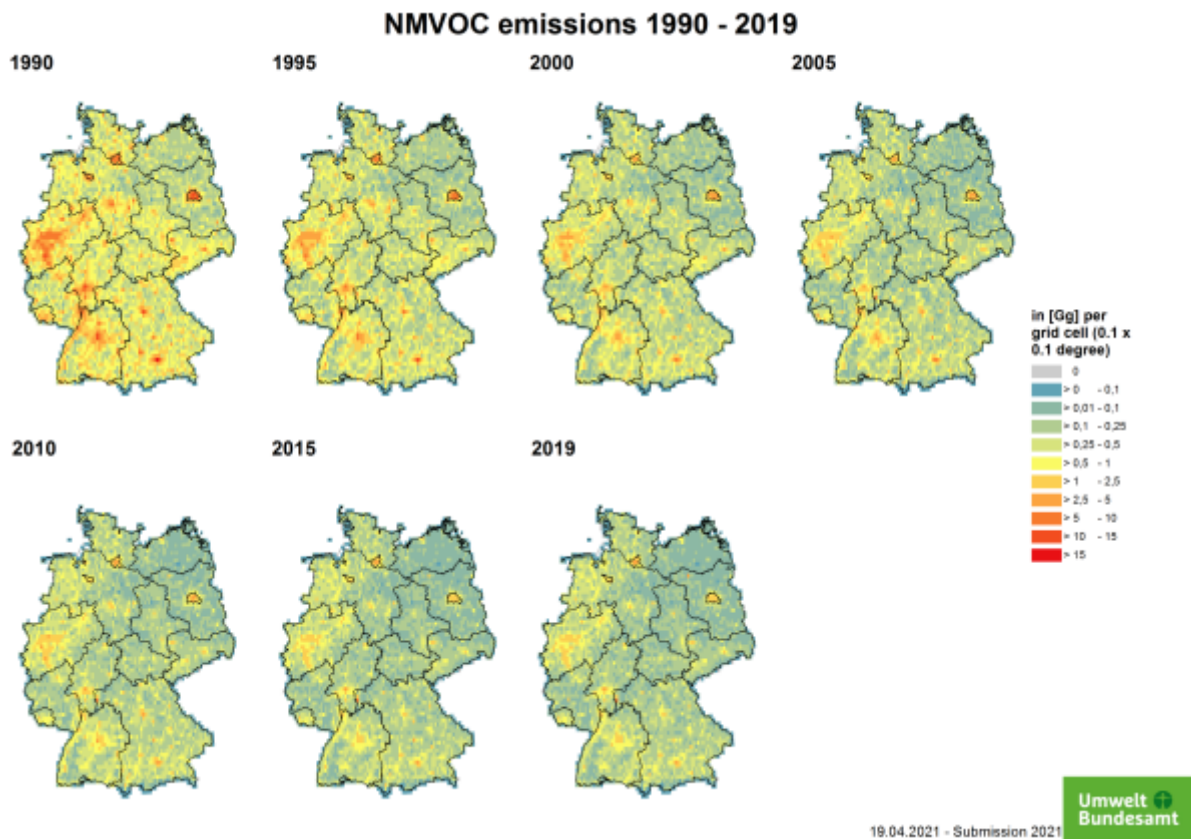 NMVOC emissions 1990 - 2019
1990
1995
2000
2005
2010
2015
2019
in [Gg] per
grid cell (0.1 x
0.1 degree)
0
> 0 - 0,1
> 0,01 - 0,1
> 0,1 - 0,25
> 0,25 - 0,5
> 0,5 - 1
> 1 - 2,5
> 2,5 - 5
> 5 - 10
> 10 - 15
> 15
Umwelt
Bundesamt
19.04.2021 - Submission 2021